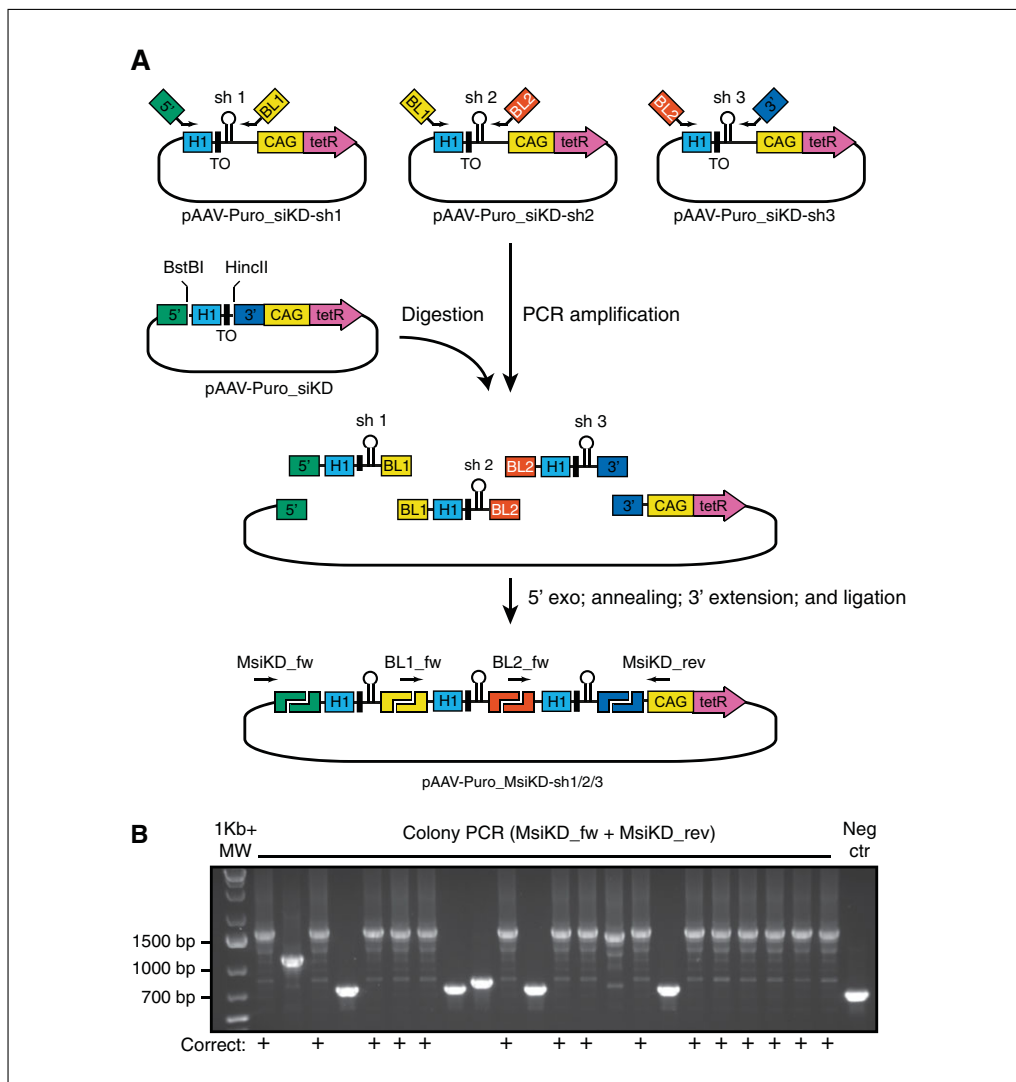 A
5' sh 1 BL1
BL1 sh 2 BL2
BL2 sh 3 3'
H1 CAG tetR
H1 CAG tetR
H1 CAG tetR
TO
TO
TO
pAAV-Puro_siKD-sh1
pAAV-Puro_siKD-sh2
pAAV-Puro_siKD-sh3
BstBI HincII
5' H1 3' CAG tetR
TO
pAAV-Puro_siKD
Digestion
PCR amplification
sh 1
5' H1 BL1
sh 2
BL1 H1 BL2
sh 3
BL2 H1 3'
5'
3' CAG tetR
5' exo; annealing; 3' extension; and ligation
MsiKD_fw BL1_fw BL2_fw MsiKD_rev
H1 H1 H1 CAG tetR
pAAV-Puro_MsiKD-sh1/2/3
B
1Kb+
MW
Colony PCR (MsiKD_fw + MsiKD_rev)
Neg
ctr
1500 bp
1000 bp
700 bp
Correct: + + + + + + + + + + + + + + +